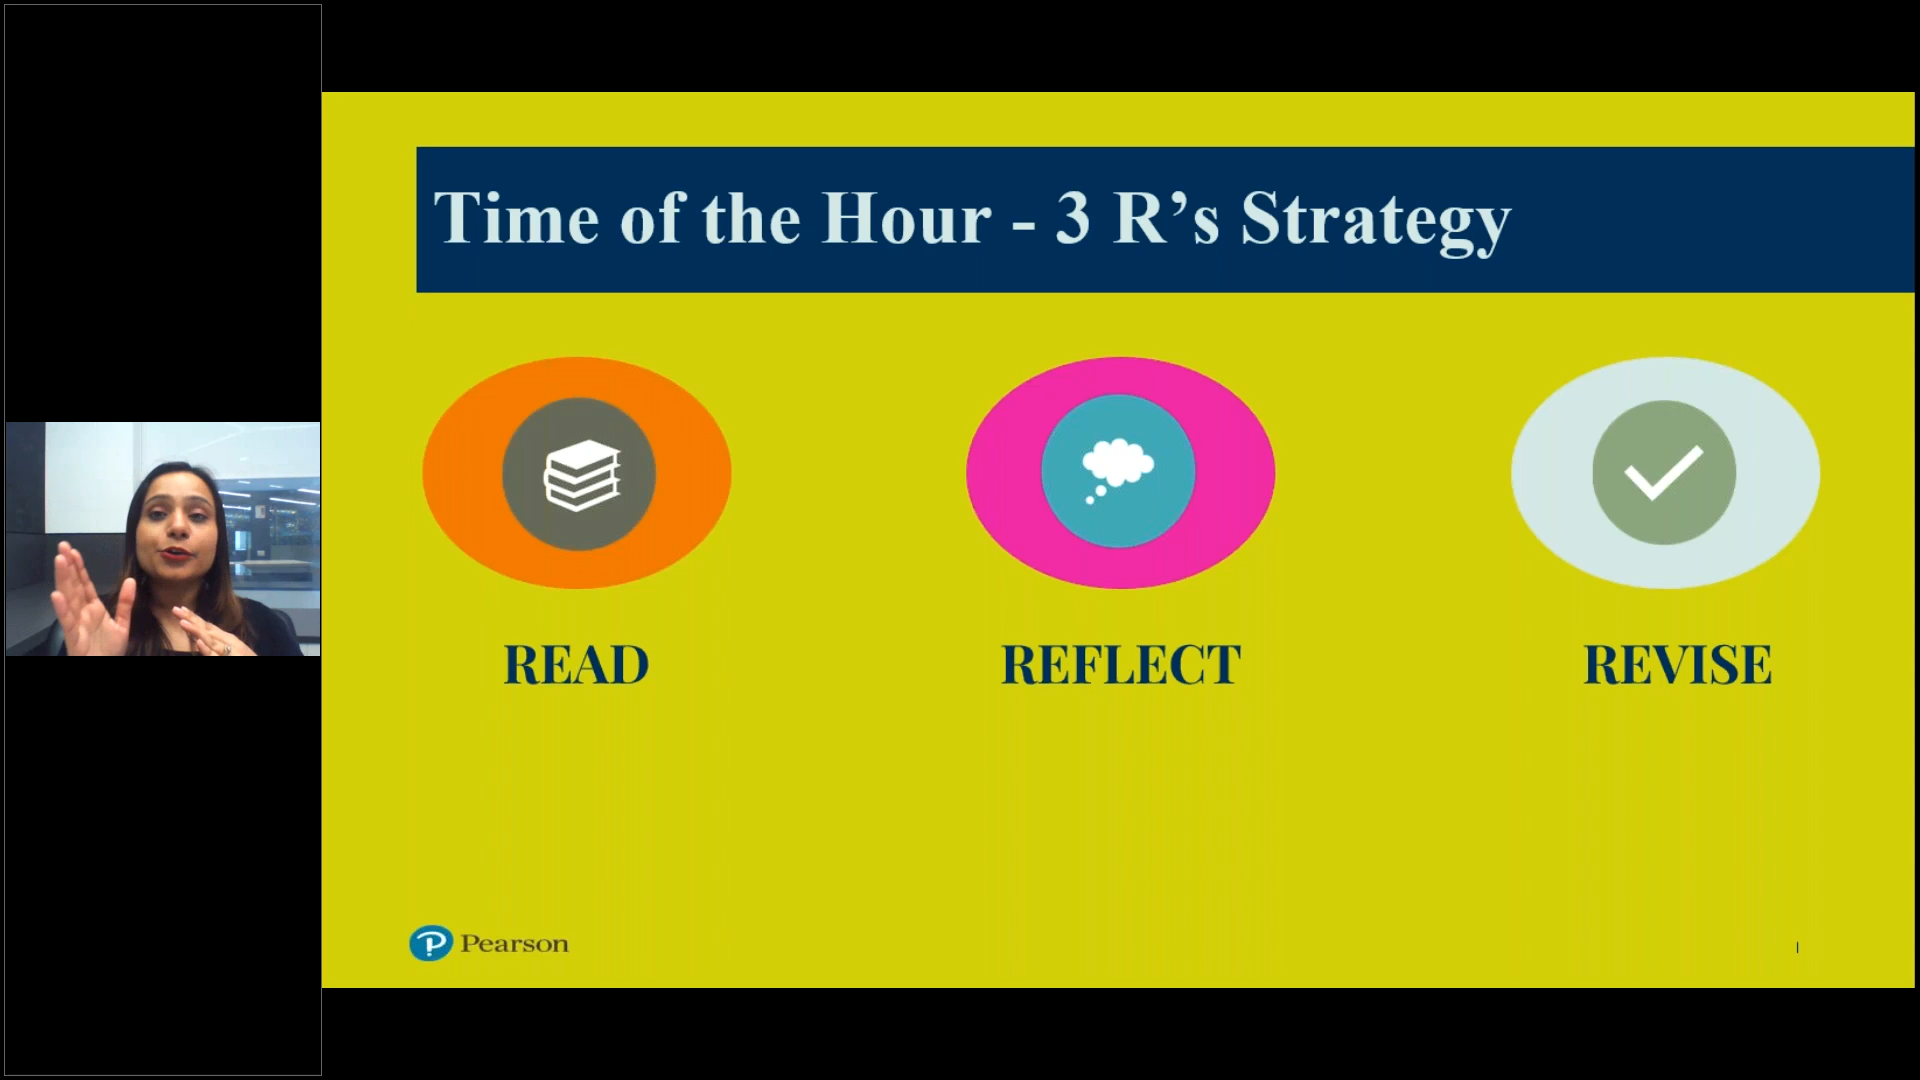 Time of the Hour - 3 R’s Strategy
READ
REFLECT
REVISE
Pearson